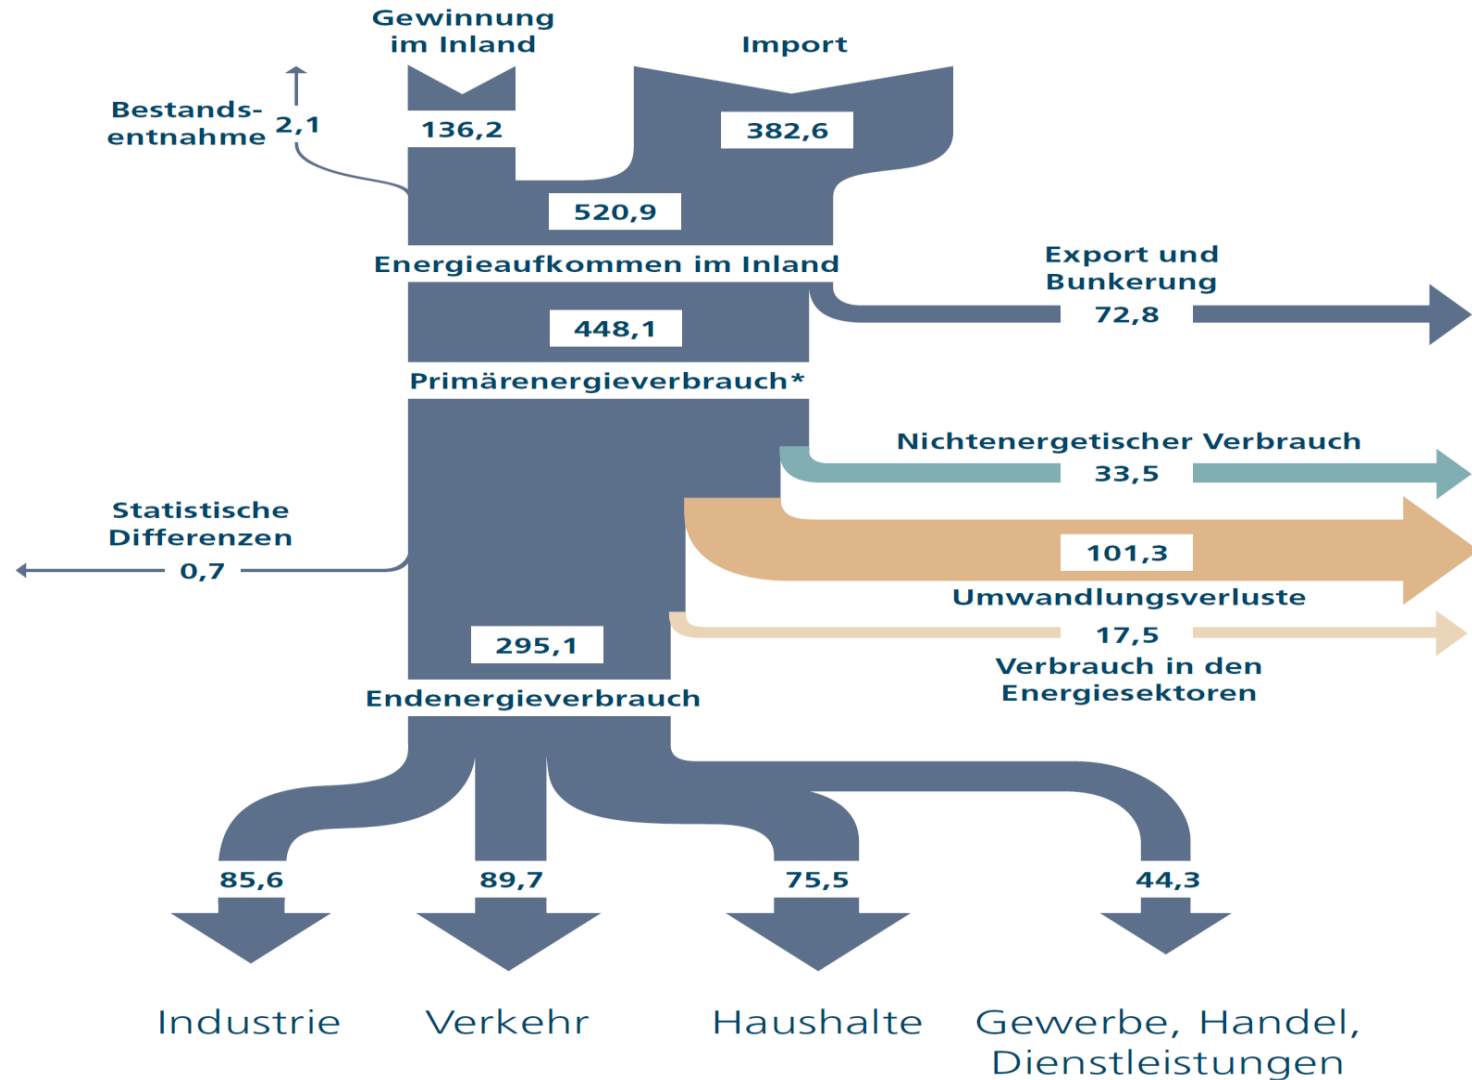 Gewinnung
im Inland
Import
Bestands-
entnahme
2,1
136,2
382,6
520,9
Energieaufkommen im Inland
Export und
Bunkerung
72,8
448,1
Primärenergieverbrauch*
Nichtenergetischer Verbrauch
33,5
Statistische
Differenzen
0,7
101,3
Umwandlungsverluste
17,5
Verbrauch in den
Energiesektoren
295,1
Endenergieverbrauch
85,6
89,7
75,5
44,3
Industrie
Verkehr
Haushalte
Gewerbe, Handel,
Dienstleistungen